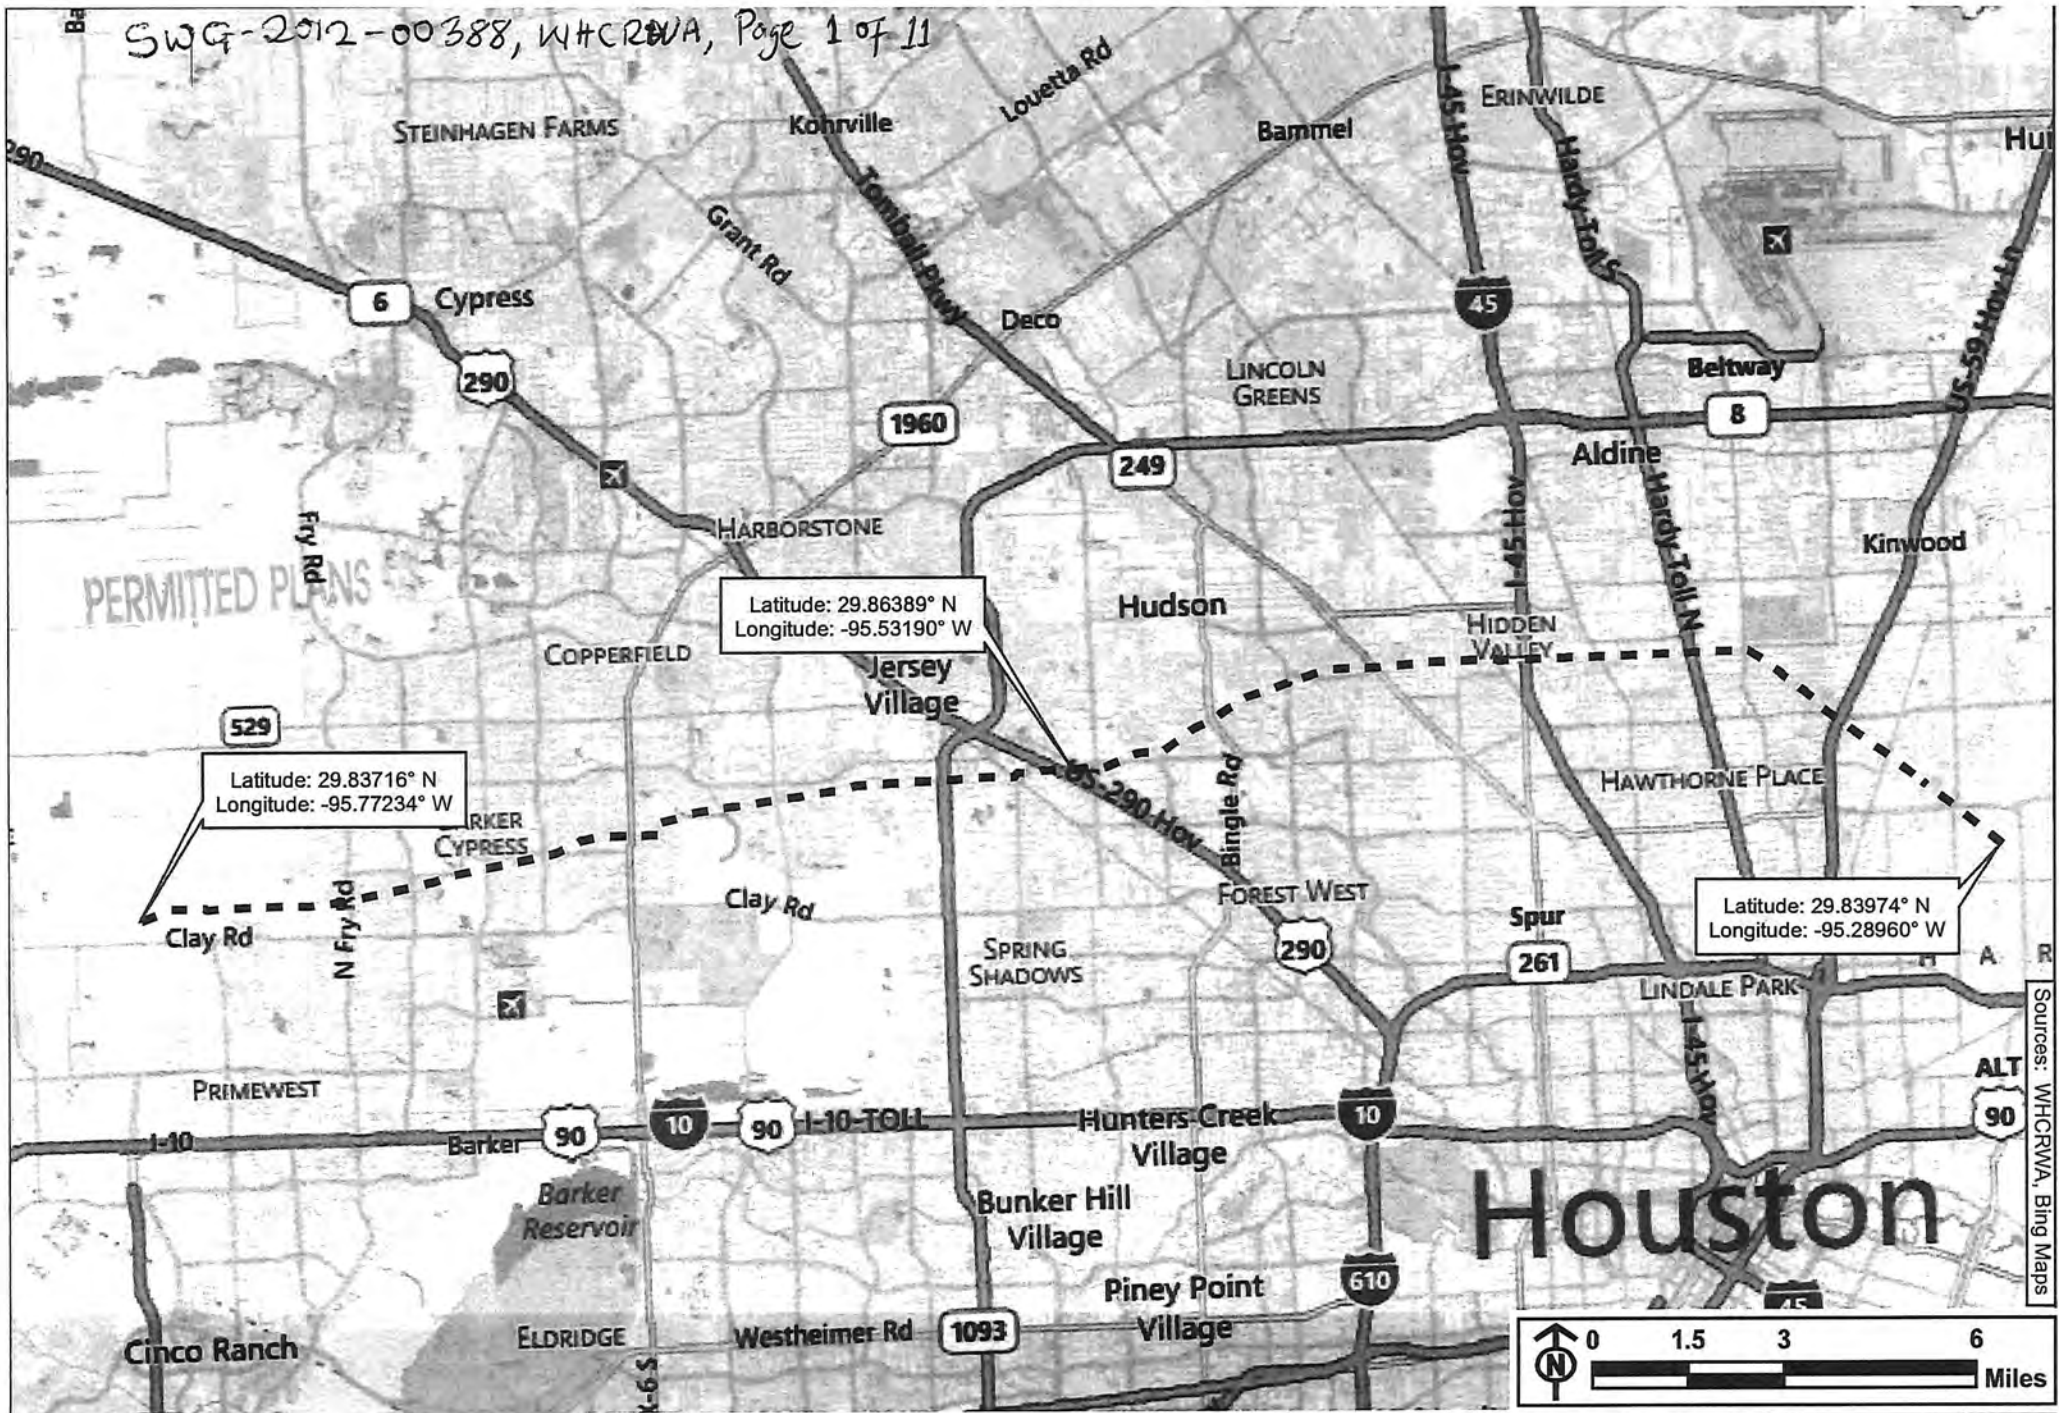 Ba
SWG-2012-00388, WHCRWA, Page 1 of 11
Louetta Rd
I-45 Hov
ERINWILDE
STEINHAGEN FARMS
Kohrville
Bammel
290
Hardy Toll S
Tomball Pkwy
Grant Rd
6
Cypress
45
US-59 Hov Ln
Deco
290
LINCOLN
GREENS
Beltway
1960
8
249
Aldine
HARBORSTONE
I-45 Hov
Hardy Toll N
Kinwood
Fry Rd
PERMITTED PLANS
Latitude: 29.86389° N
Longitude: -95.53190° W
Hudson
COPPERFIELD
HIDDEN
VALLEY
Jersey
Village
529
Latitude: 29.83716° N
Longitude: -95.77234° W
US-290 Hov
Bingle Rd
HAWTHORNE PLACE
ARKER
CYPRESS
N Fry Rd
Clay Rd
Clay Rd
FOREST WEST
Latitude: 29.83974° N
Longitude: -95.28960° W
Spur
261
290
SPRING
SHADOWS
H A R
LINDALE PARK
I-45 Hov
Sources: WHCRWA, Bing Maps
PRIMEWEST
ALT
90
I-10
Barker
90
10
90
I-10-TOLL
Hunters Creek
Village
10
Barker
Reservoir
Bunker Hill
Village
Houston
610
Piney Point
Village
45
Cinco Ranch
ELDRIDGE
Westheimer Rd
1093
-6 S
N
0 1.5 3 6
Miles